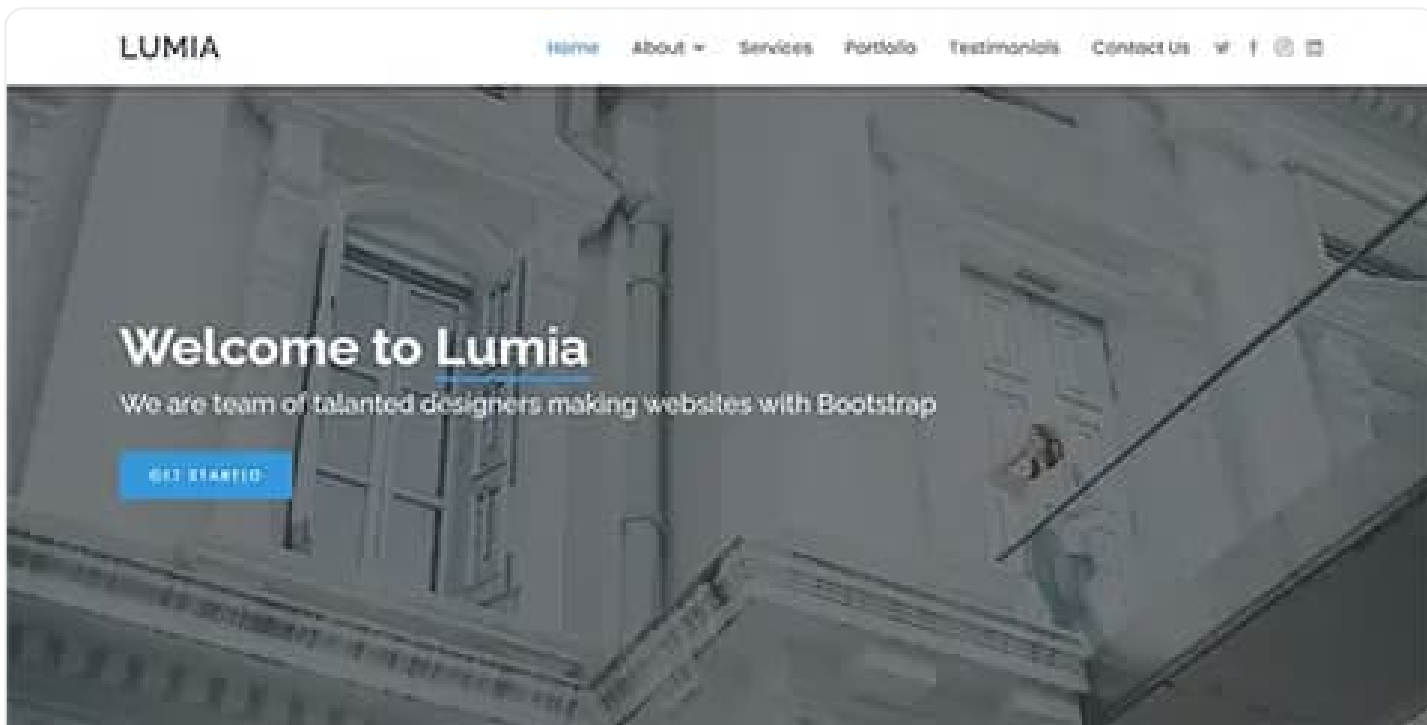 LUMIA
Home About Services Portfolio Testimonials Contact Us
Welcome to Lumia
We are team of talanted designers making websites with Bootstrap
GET STARTED